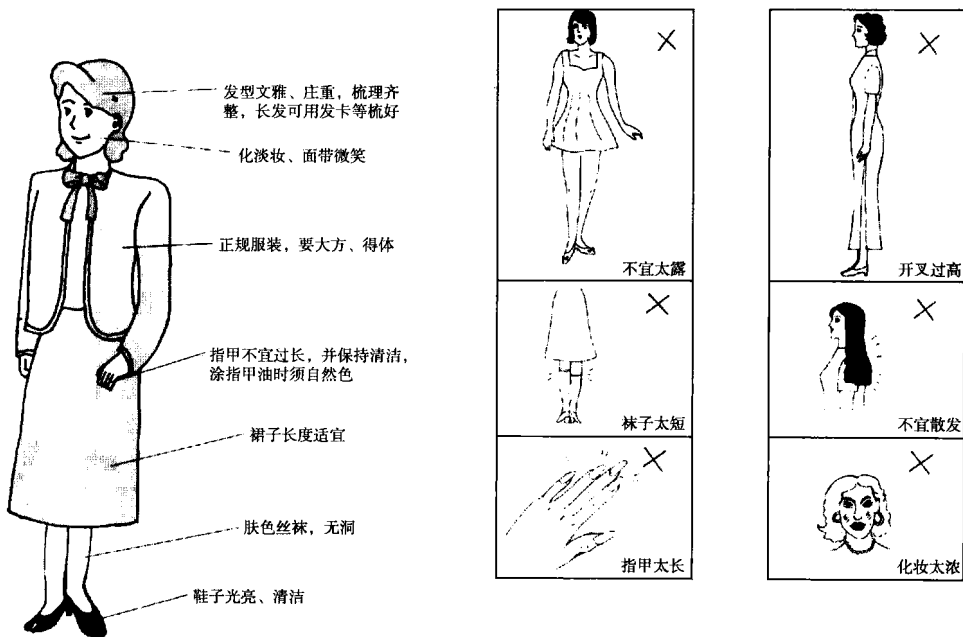 发型文雅、庄重，梳理齐
整，长发可用发卡等梳好
化淡妆、面带微笑
正规服装，要大方、得体
指甲不宜过长，并保持清洁，
涂指甲油时须自然色
裙子长度适宜
肤色丝袜，无洞
鞋子光亮、清洁
不宜太露
开叉过高
袜子太短
不宜散发
指甲太长
化妆太浓